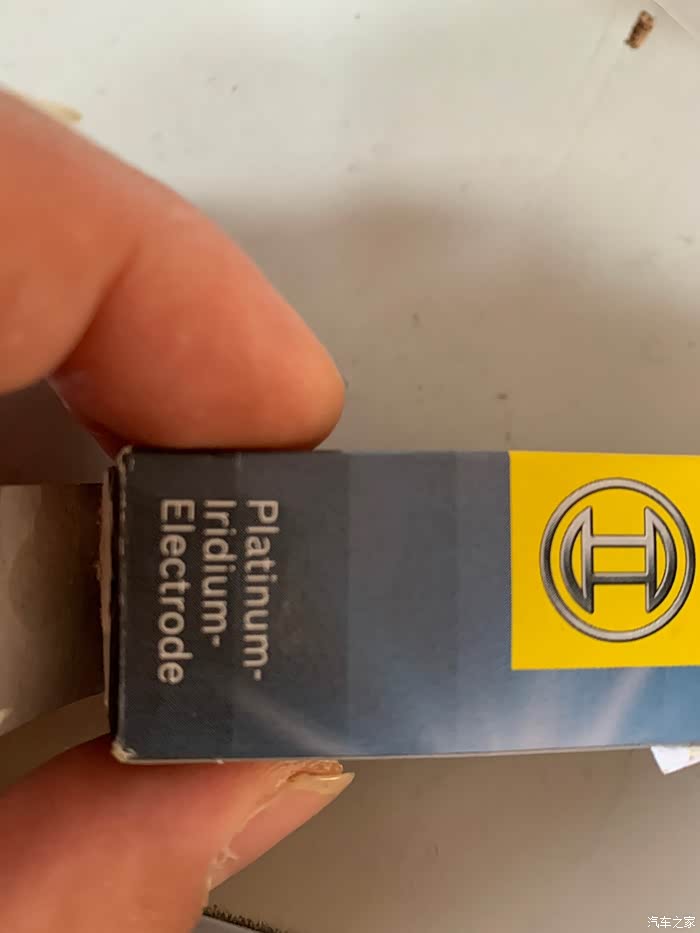 Platinum-
Iridium-
Electrode
汽车之家